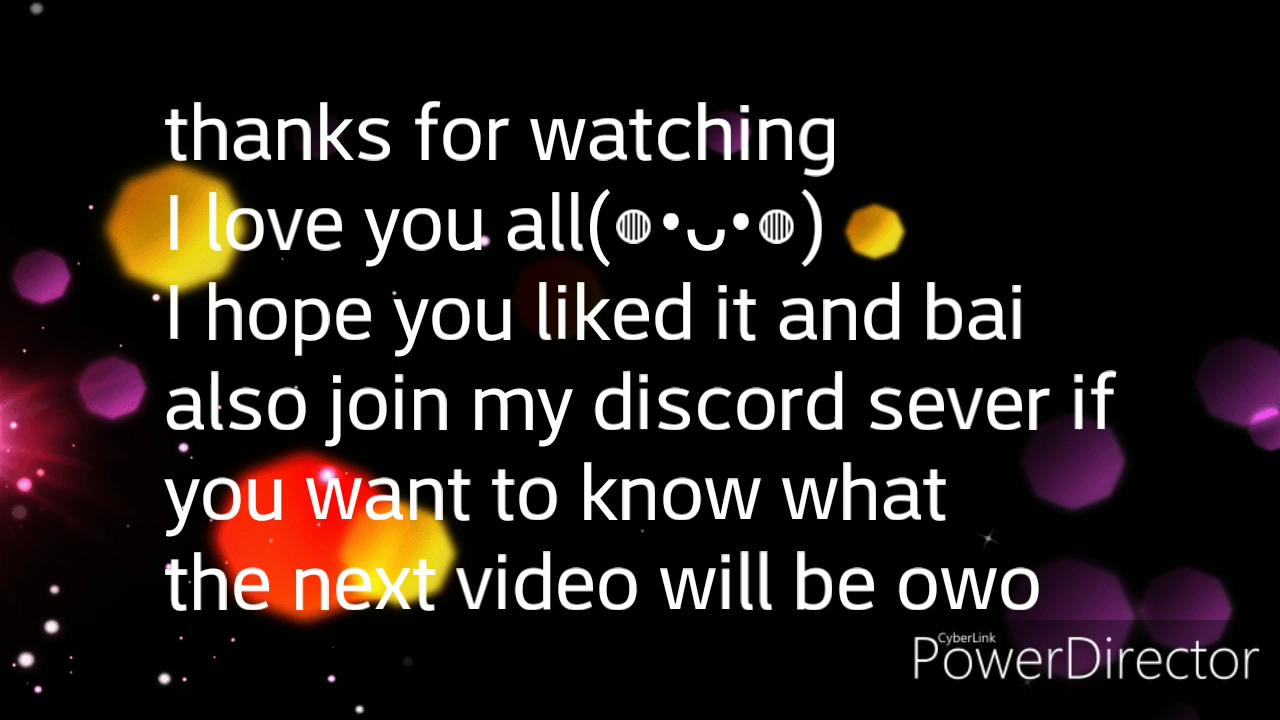 thanks for watching
I love you all(◍•ᴗ•◍)
I hope you liked it and bai
also join my discord sever if
you want to know what
the next video will be owo
CyberLink
PowerDirector